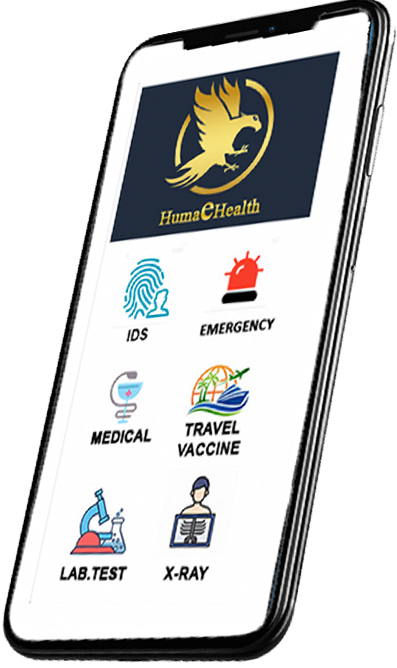 HumaeHealth
IDS
EMERGENCY
MEDICAL
TRAVEL
VACCINE
LAB.TEST
X-RAY